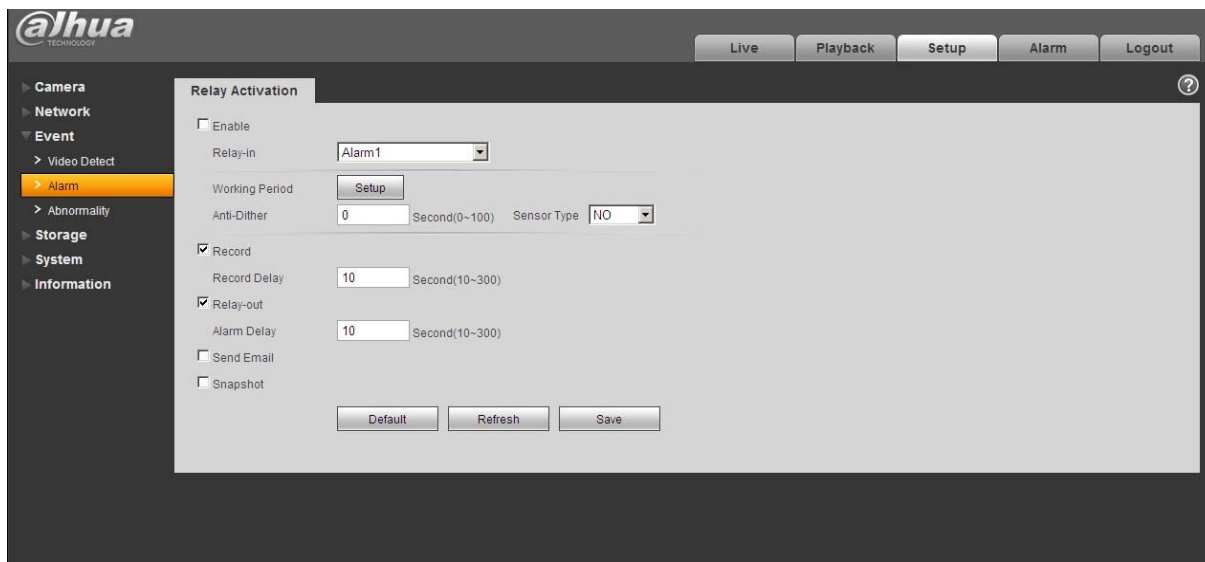 alhua
TECHNOLOGY
Live Playback Setup Alarm Logout
Camera
Network
Event
> Video Detect
> Alarm
> Abnormality
Storage
System
Information
Relay Activation
?
Enable
Relay-in Alarm1
Working Period Setup
Anti-Dither 0 Second(0~100) Sensor Type NO
Record
Record Delay 10 Second(10~300)
Relay-out
Alarm Delay 10 Second(10~300)
Send Email
Snapshot
Default Refresh Save